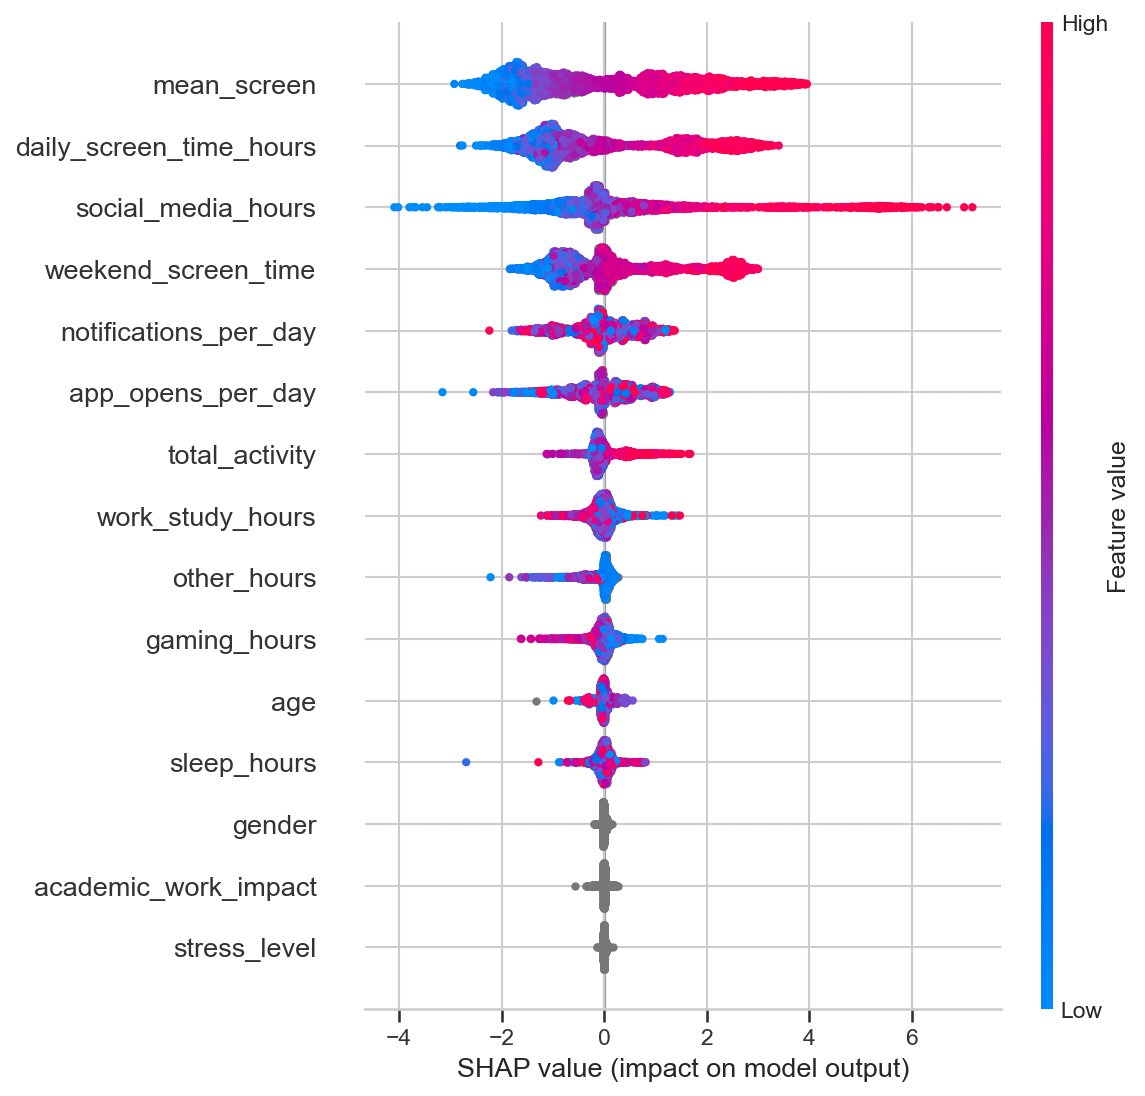 High
mean_screen
daily_screen_time_hours
social_media_hours
weekend_screen_time
notifications_per_day
app_opens_per_day
total_activity
work_study_hours
other_hours
gaming_hours
age
sleep_hours
gender
academic_work_impact
stress_level
Feature value
Low
−4 −2 0 2 4 6
SHAP value (impact on model output)